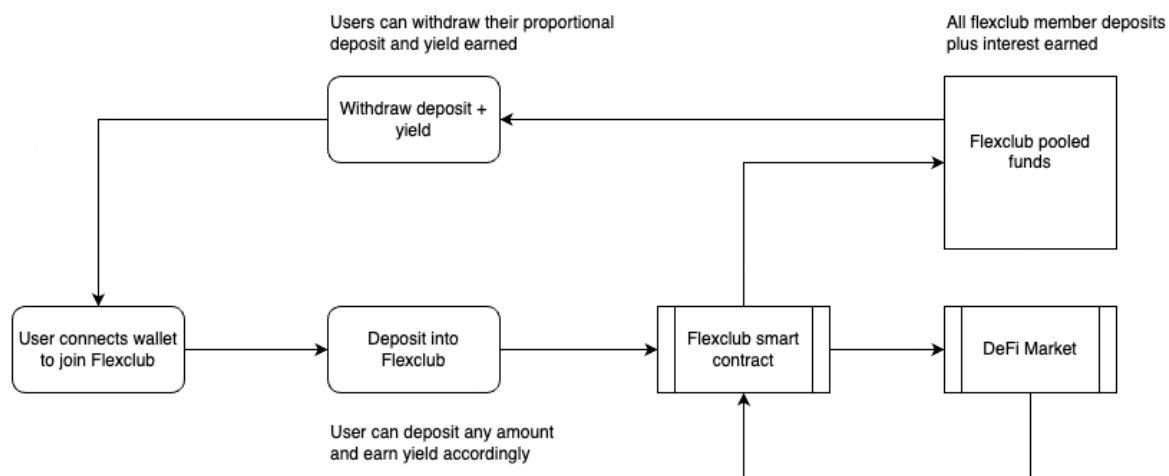 Users can withdraw their proportional
deposit and yield earned
All flexclub member deposits
plus interest earned
Withdraw deposit +
yield
Flexclub pooled
funds
User connects wallet
to join Flexclub
Deposit into
Flexclub
Flexclub smart
contract
DeFi Market
User can deposit any amount
and earn yield accordingly